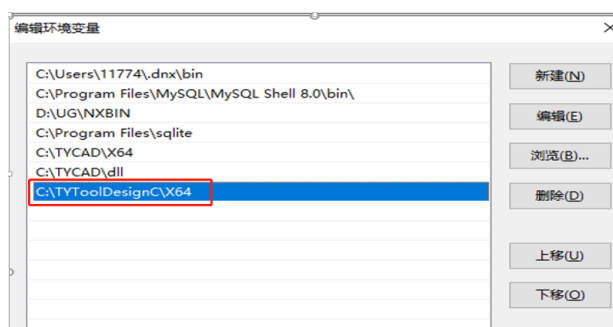 编辑环境变量
C:\Users\11774\.dnx\bin
C:\Program Files\MySQL\MySQL Shell 8.0\bin\
D:\UG\NXBIN
C:\Program Files\sqlite
C:\TYCAD\X64
C:\TYCAD\dll
C:\TYToolDesignC\X64
新建(N)
编辑(E)
浏览(B)...
删除(D)
上移(U)
下移(O)